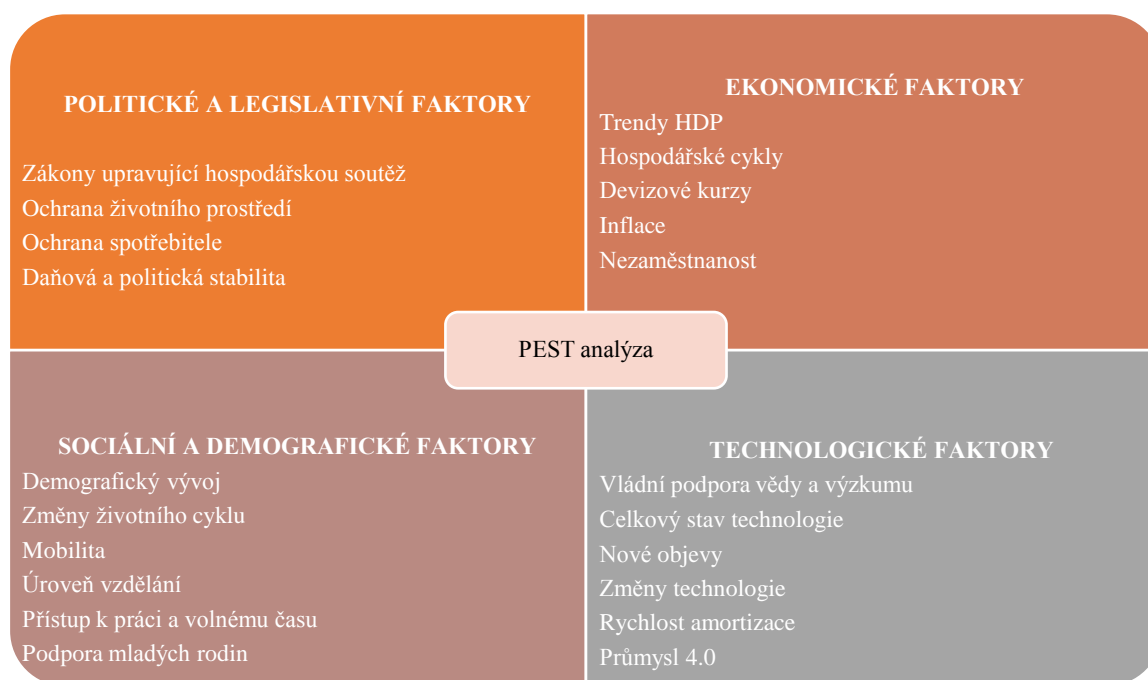 POLITICKÉ A LEGISLATIVNÍ FAKTORY
Zákony upravující hospodářskou soutěž
Ochrana životního prostředí
Ochrana spotřebitele
Daňová a politická stabilita
EKONOMICKÉ FAKTORY
Trendy HDP
Hospodářské cykly
Devizové kurzy
Inflace
Nezaměstnanost
PEST analýza
SOCIÁLNÍ A DEMOGRAFICKÉ FAKTORY
Demografický vývoj
Změny životního cyklu
Mobilita
Úroveň vzdělání
Přístup k práci a volnému času
Podpora mladých rodin
TECHNOLOGICKÉ FAKTORY
Vládní podpora vědy a výzkumu
Celkový stav technologie
Nové objevy
Změny technologie
Rychlost amortizace
Průmysl 4.0